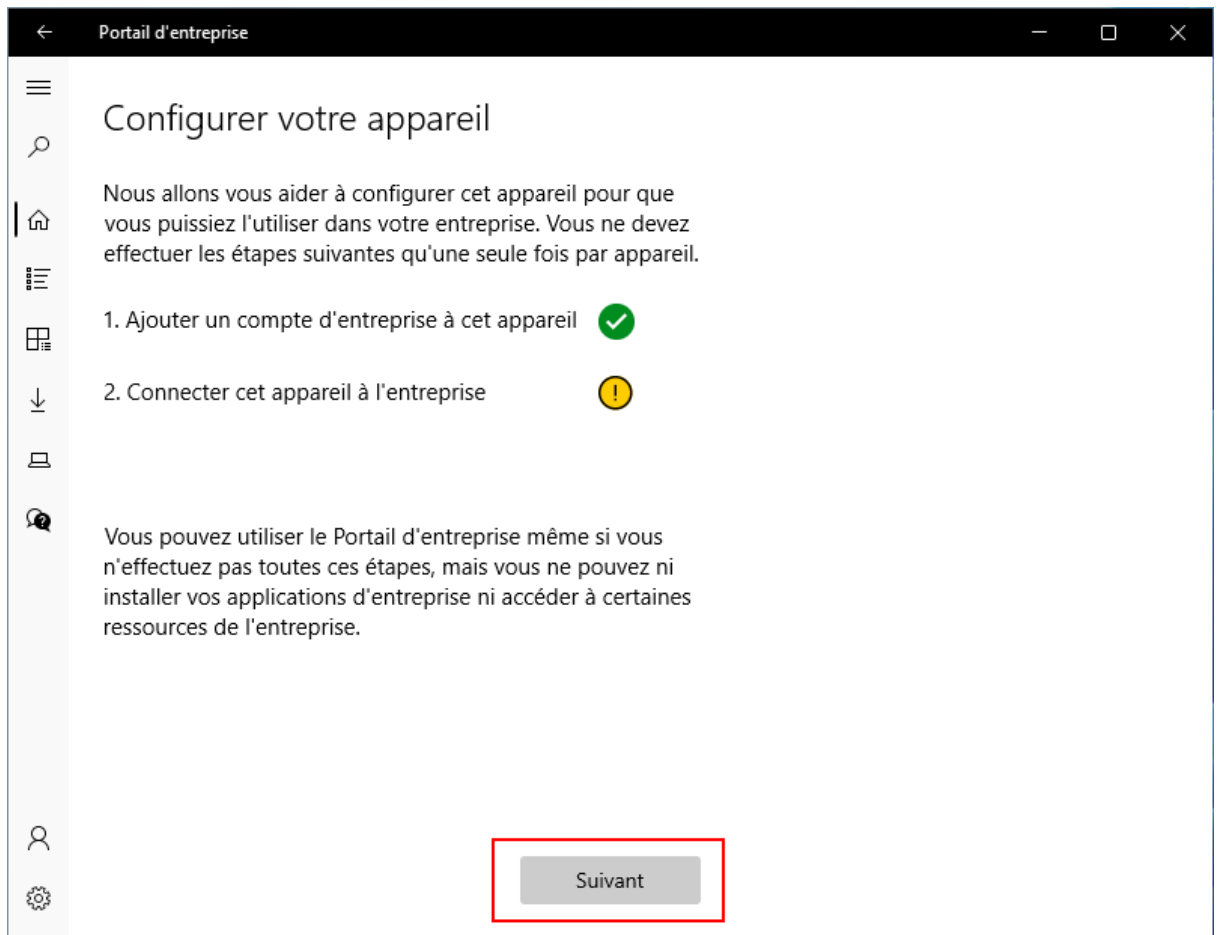 Portail d'entreprise
Configurer votre appareil
Nous allons vous aider à configurer cet appareil pour que
vous puissiez l'utiliser dans votre entreprise. Vous ne devez
effectuer les étapes suivantes qu'une seule fois par appareil.
1. Ajouter un compte d'entreprise à cet appareil
2. Connecter cet appareil à l'entreprise
Vous pouvez utiliser le Portail d'entreprise même si vous
n'effectuez pas toutes ces étapes, mais vous ne pouvez ni
installer vos applications d'entreprise ni accéder à certaines
ressources de l'entreprise.
Suivant